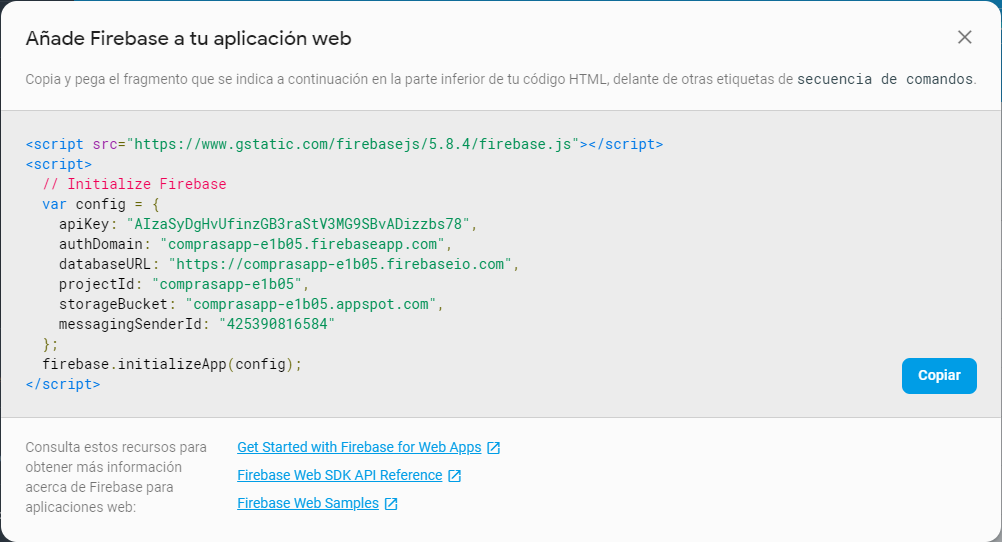 Añade Firebase a tu aplicación web
Copia y pega el fragmento que se indica a continuación en la parte inferior de tu código HTML, delante de otras etiquetas de secuencia de comandos.
<script src="https://www.gstatic.com/firebasejs/5.8.4/firebase.js"></script>
<script>
  // Initialize Firebase
  var config = {
    apiKey: "AIzaSyDgHvUfinzGB3raStV3MG9SBvADizzbs78",
    authDomain: "comprasapp-e1b05.firebaseapp.com",
    databaseURL: "https://comprasapp-e1b05.firebaseio.com",
    projectId: "comprasapp-e1b05",
    storageBucket: "comprasapp-e1b05.appspot.com",
    messagingSenderId: "425390816584"
  };
  firebase.initializeApp(config);
</script>
Copiar
Consulta estos recursos para
obtener más información
acerca de Firebase para
aplicaciones web:
Get Started with Firebase for Web Apps
Firebase Web SDK API Reference
Firebase Web Samples